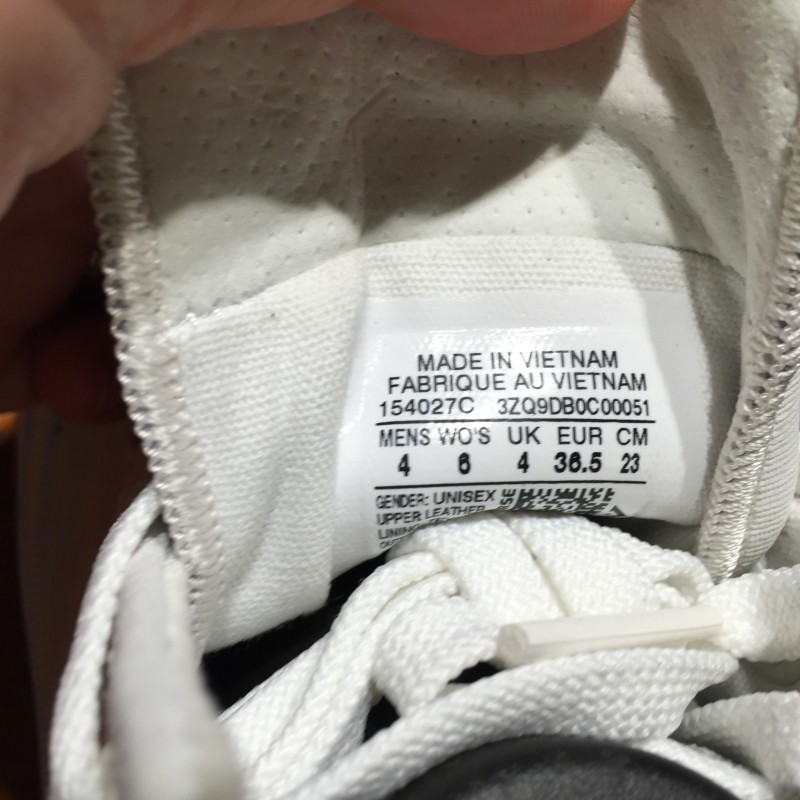 MADE IN VIETNAM
FABRIQUE AU VIETNAM
154027C 3ZQ9DB0C00051
MENS WO'S UK EUR CM
4 6 4 36.5 23
GENDER: UNISEX
UPPER LEATHER
LINING